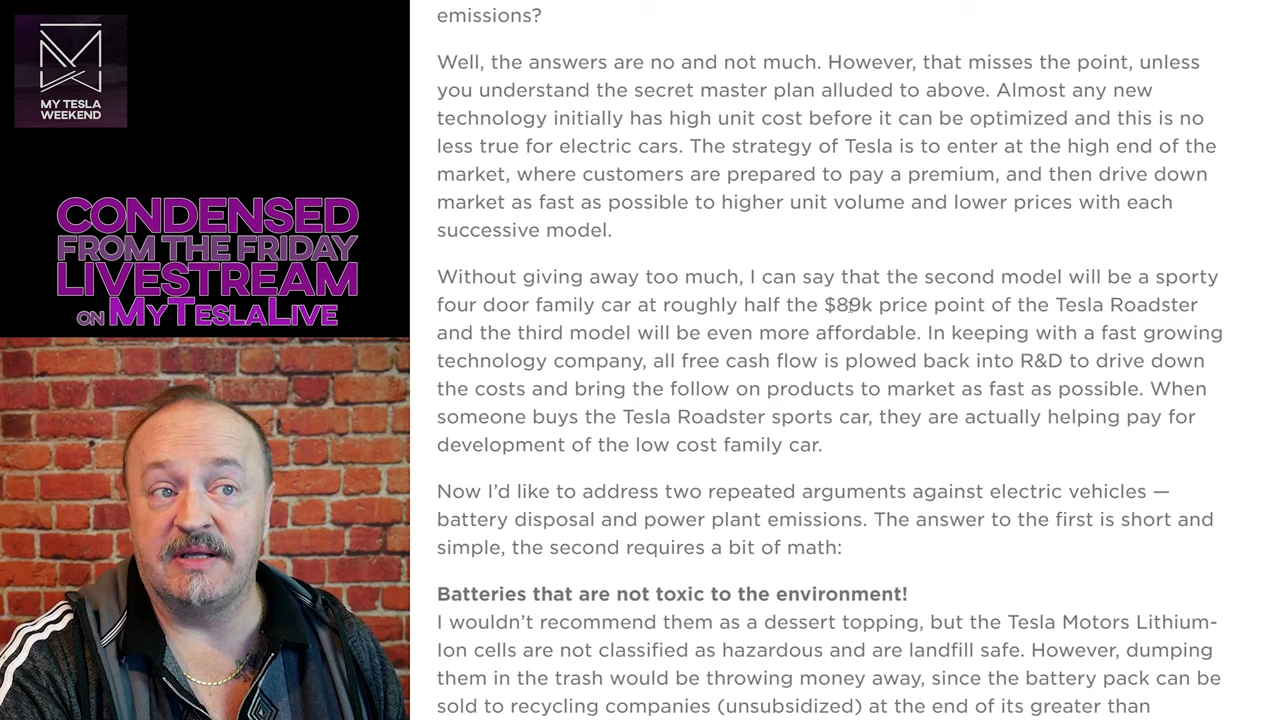 MY TESLA
WEEKEND
CONDENSED
FROM THE FRIDAY
LIVESTREAM
ON MYTESLALIVE
emissions?
Well, the answers are no and not much. However, that misses the point, unless
you understand the secret master plan alluded to above. Almost any new
technology initially has high unit cost before it can be optimized and this is no
less true for electric cars. The strategy of Tesla is to enter at the high end of the
market, where customers are prepared to pay a premium, and then drive down
market as fast as possible to higher unit volume and lower prices with each
successive model.
Without giving away too much, I can say that the second model will be a sporty
four door family car at roughly half the $89k price point of the Tesla Roadster
and the third model will be even more affordable. In keeping with a fast growing
technology company, all free cash flow is plowed back into R&D to drive down
the costs and bring the follow on products to market as fast as possible. When
someone buys the Tesla Roadster sports car, they are actually helping pay for
development of the low cost family car.
Now I’d like to address two repeated arguments against electric vehicles —
battery disposal and power plant emissions. The answer to the first is short and
simple, the second requires a bit of math:
Batteries that are not toxic to the environment!
I wouldn’t recommend them as a dessert topping, but the Tesla Motors Lithium-
Ion cells are not classified as hazardous and are landfill safe. However, dumping
them in the trash would be throwing money away, since the battery pack can be
sold to recycling companies (unsubsidized) at the end of its greater than